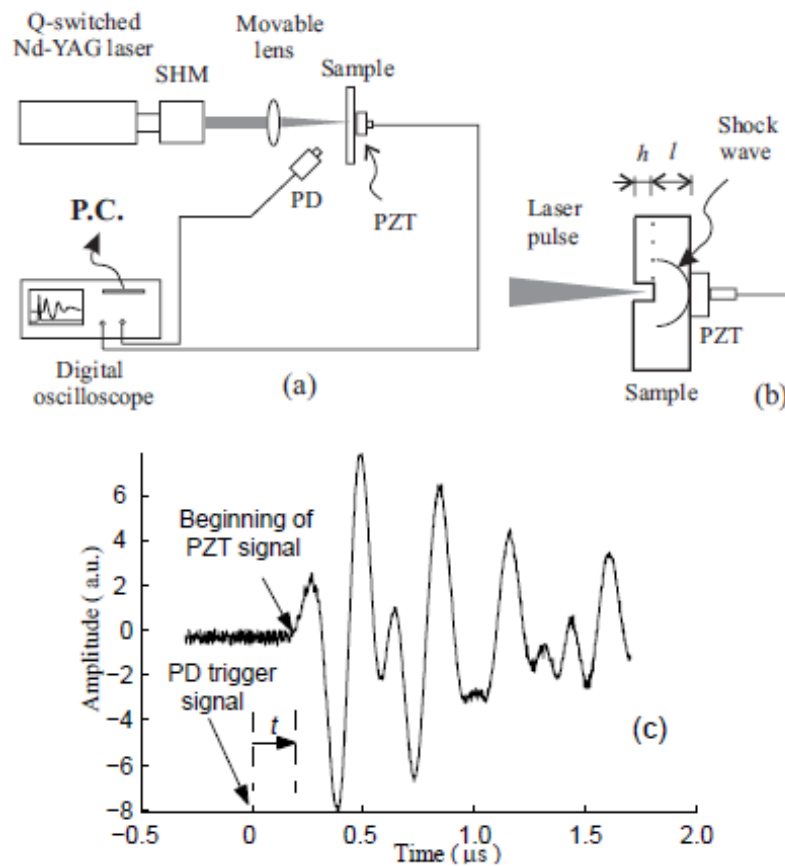 Q-switched
Nd-YAG laser
SHM
Movable
lens
Sample
PD
PZT
P.C.
Digital
oscilloscope
(a)
h
l
Shock
wave
Laser
pulse
PZT
Sample
(b)
Amplitude ( a.u.)
6
4
2
0
−2
−4
−6
−8
Beginning of
PZT signal
PD trigger
signal
t
(c)
−0.5
0
0.5
1.0
1.5
2.0
Time ( μs )